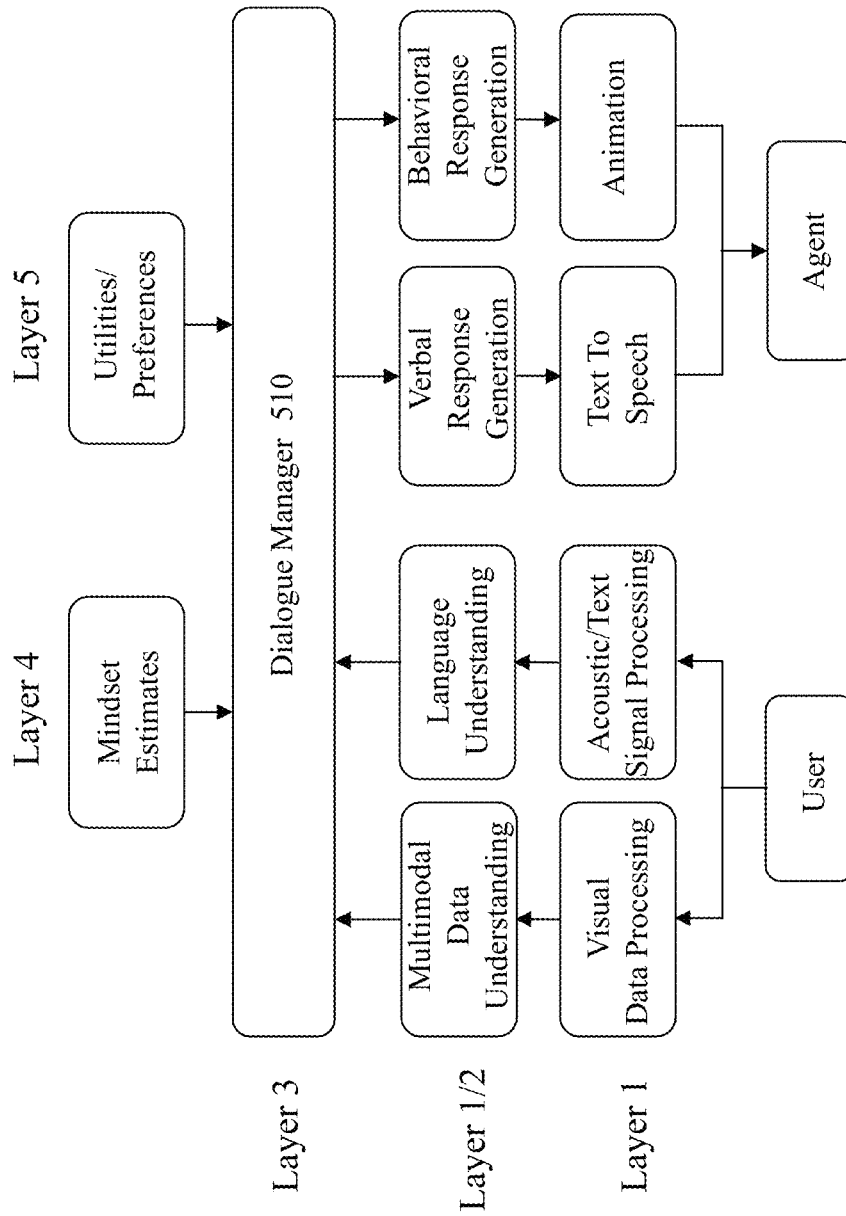 Layer 4
Layer 5
Mindset
Estimates
Utilities/
Preferences
Layer 3
Dialogue Manager 510
Layer 1/2
Multimodal
Data
Understanding
Language
Understanding
Verbal
Response
Generation
Behavioral
Response
Generation
Layer 1
Visual
Data Processing
Acoustic/Text
Signal Processing
Text To
Speech
Animation
User
Agent